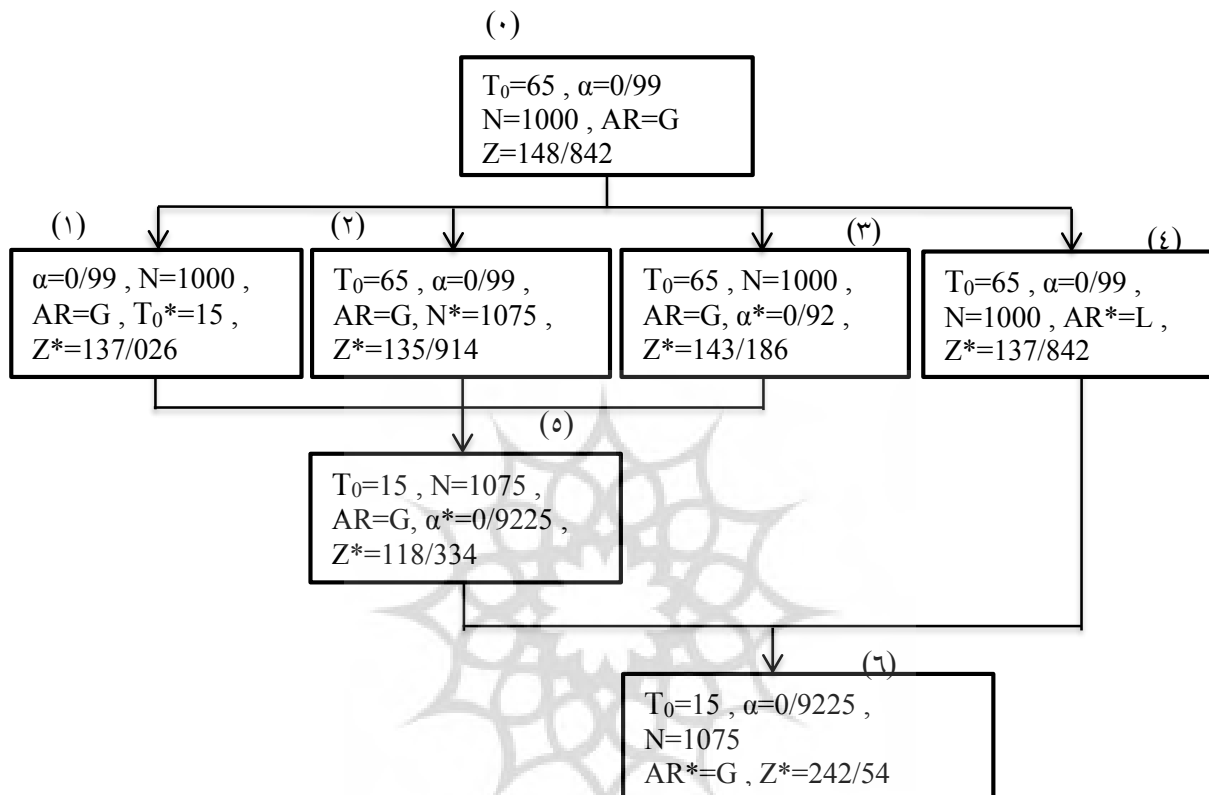 (٠)
T₀=65 , α=0/99
N=1000 , AR=G
Z=148/842
(١)
α=0/99 , N=1000 ,
AR=G , T₀*=15 ,
Z*=137/026
(٢)
T₀=65 , α=0/99 ,
AR=G, N*=1075 ,
Z*=135/914
(٣)
T₀=65 , N=1000 ,
AR=G, α*=0/92 ,
Z*=143/186
(٤)
T₀=65 , α=0/99 ,
N=1000 , AR*=L ,
Z*=137/842
(٥)
T₀=15 , N=1075 ,
AR=G, α*=0/9225 ,
Z*=118/334
(٦)
T₀=15 , α=0/9225 ,
N=1075
AR*=G , Z*=242/54